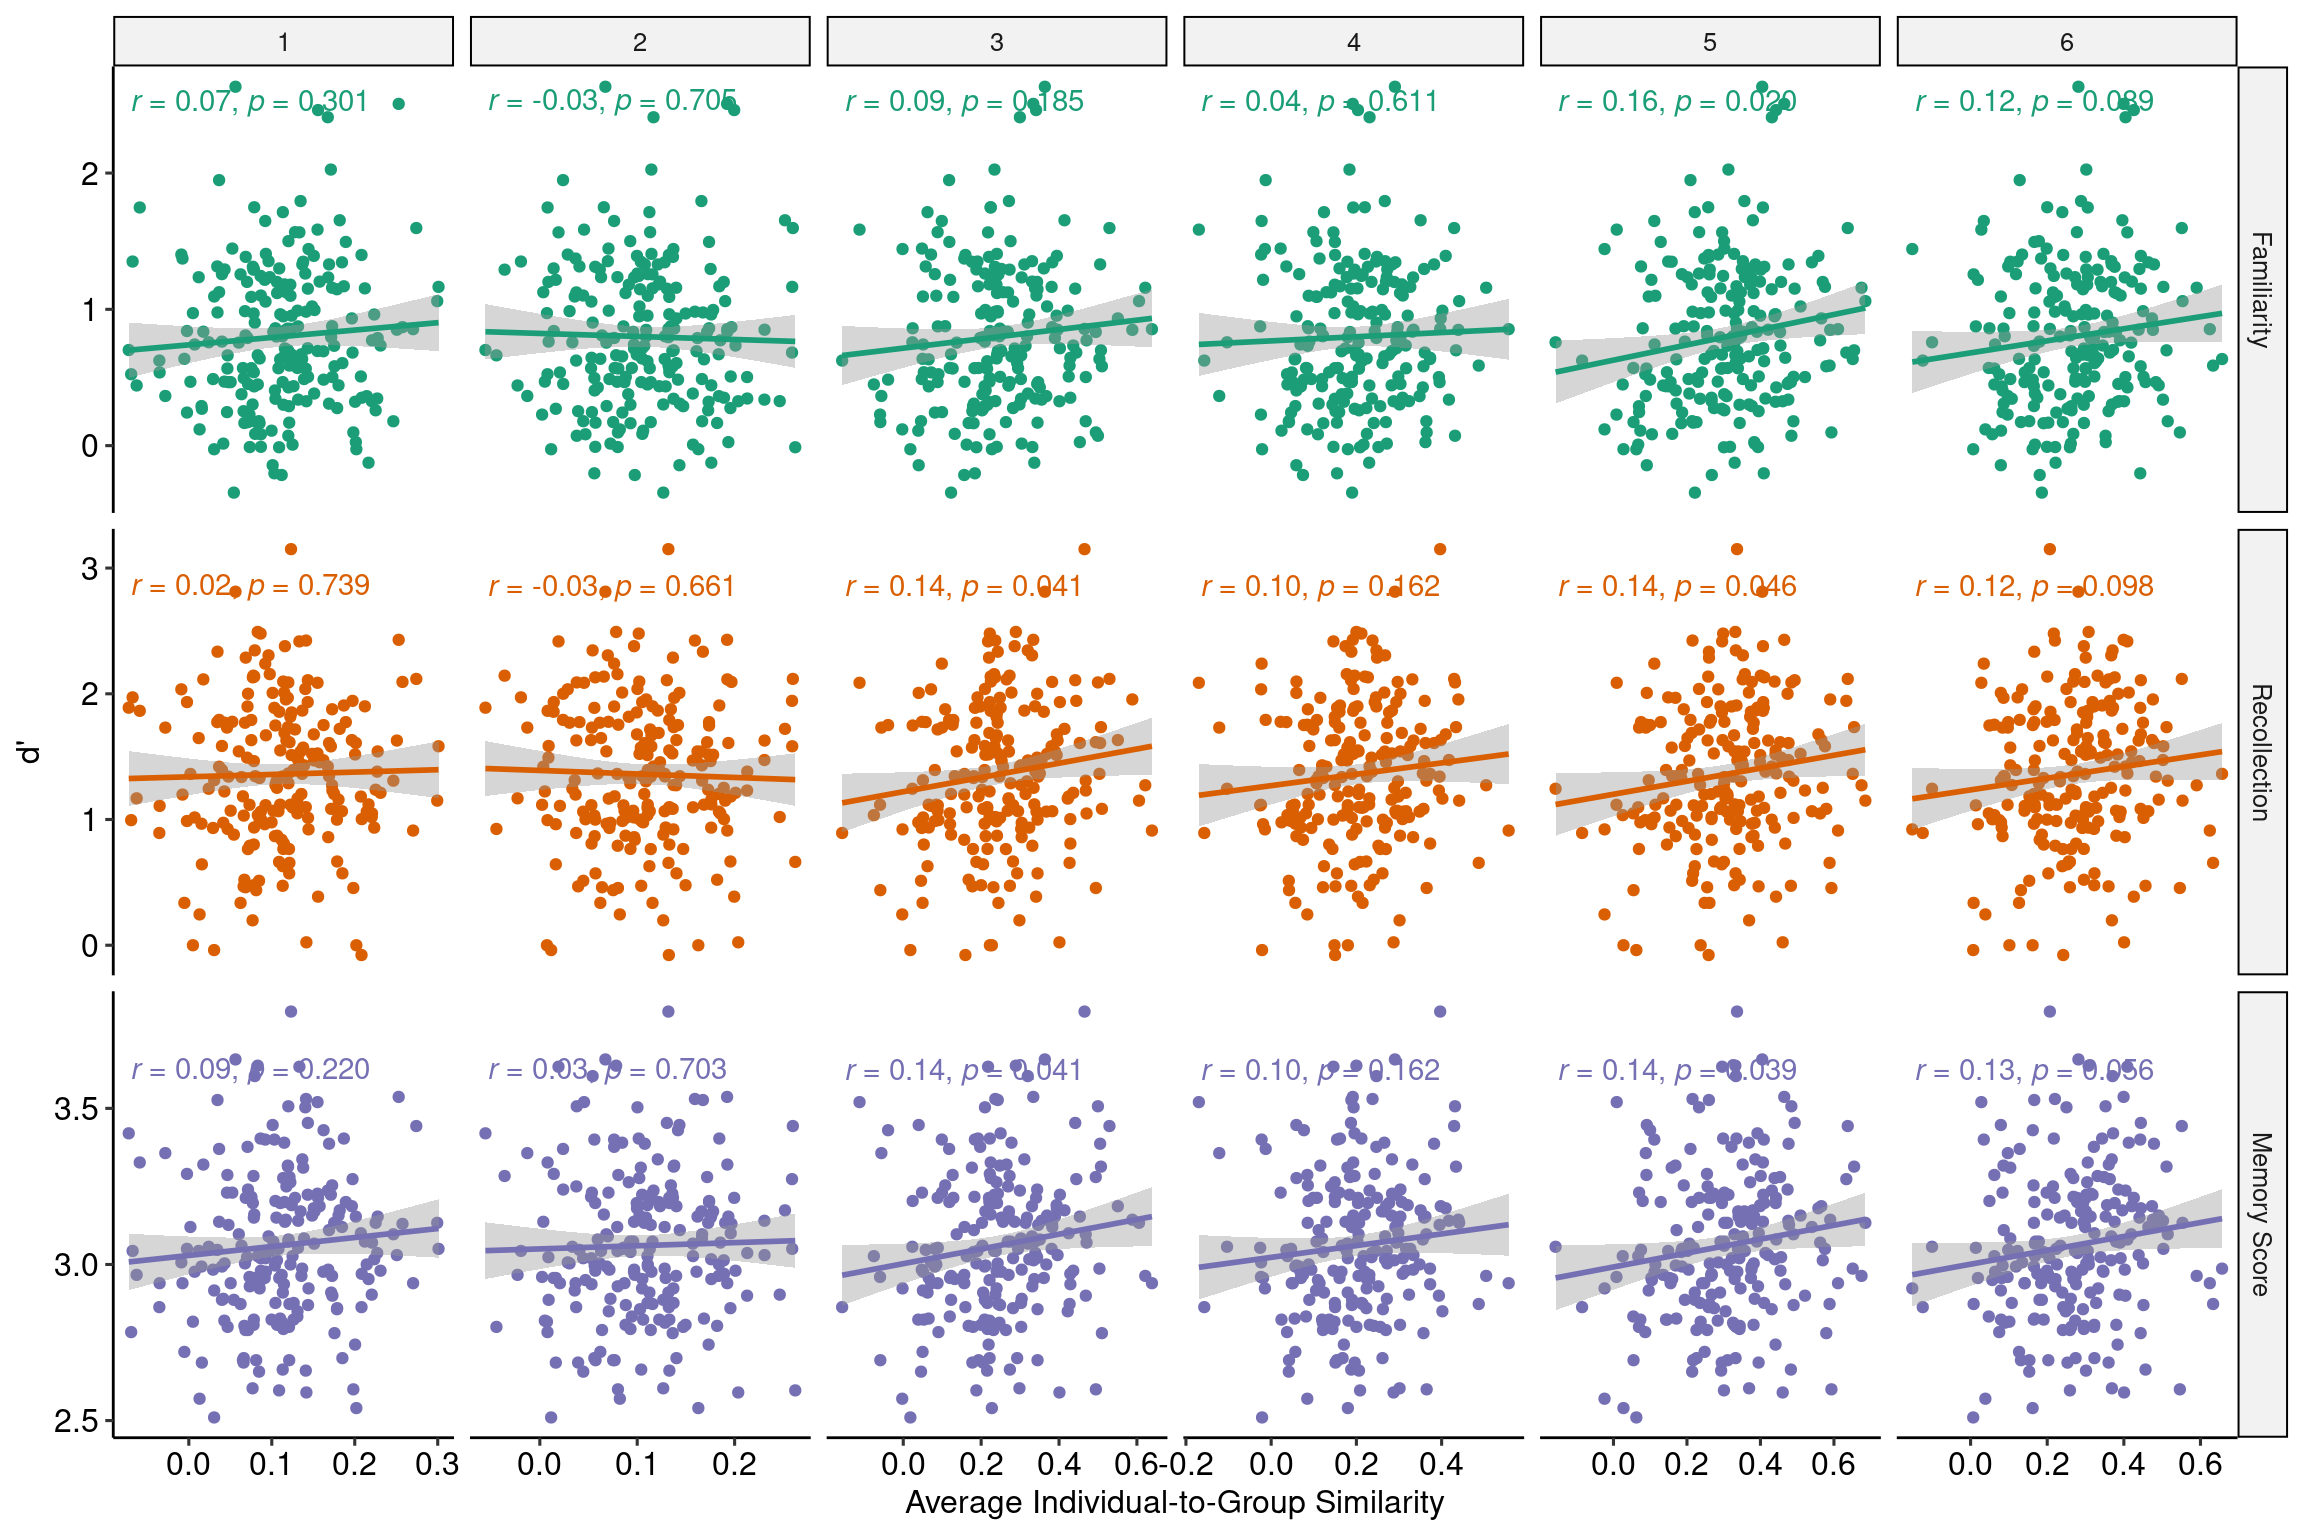 1 2 3 4 5 6
r = 0.07, p = 0.301 r = -0.03, p = 0.705 r = 0.09, p = 0.185 r = 0.04, p = 0.611 r = 0.16, p = 0.020 r = 0.12, p = 0.089
2
1
0
Familiarity
3
r = 0.02, p = 0.739 r = -0.03, p = 0.661 r = 0.14, p = 0.041 r = 0.10, p = 0.162 r = 0.14, p = 0.046 r = 0.12, p = 0.098
2
1
0
Recollection
d'
r = 0.09, p = 0.220 r = 0.03, p = 0.703 r = 0.14, p = 0.041 r = 0.10, p = 0.162 r = 0.14, p = 0.039 r = 0.13, p = 0.056
3.5
3.0
2.5
Memory Score
0.0 0.1 0.2 0.3 0.0 0.1 0.2 0.0 0.2 0.4 0.6 -0.2 0.0 0.2 0.4 0.0 0.2 0.4 0.6 0.0 0.2 0.4 0.6
Average Individual-to-Group Similarity